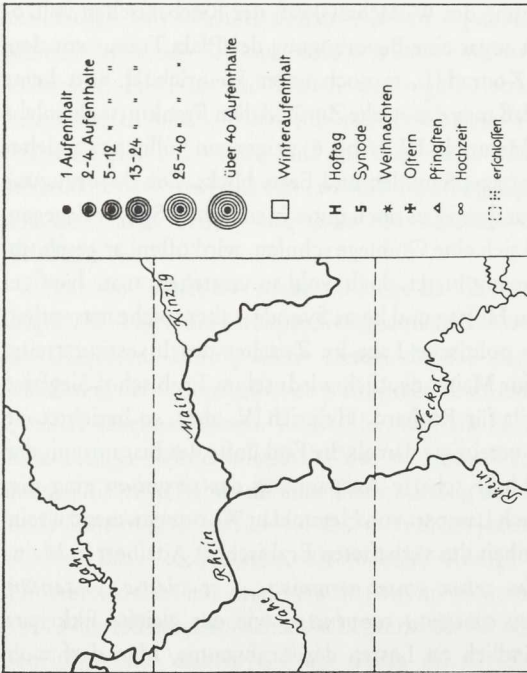 1 Aufenthalt
2-4 Aufenthalte
5-12 " "
13-24 " "
25-40 "
über 40 Aufenthalte
Winteraufenthalt
H Hoftag
S Synode
* Weihnachten
+ Ostern
△ Pfingsten
∞ Hochzeit
erschlossen
Lahn
Rhein
Main
Kinzig
Nahe
Neckar
Rhein